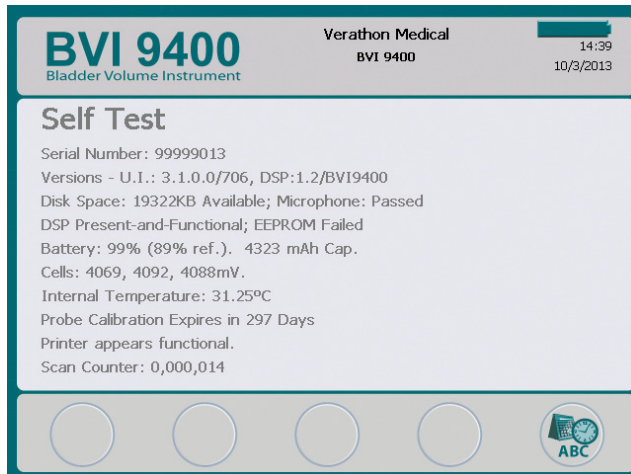 BVI 9400
Bladder Volume Instrument
Verathon Medical
BVI 9400
14:39
10/3/2013
Self Test
Serial Number: 99999013
Versions - U.I.: 3.1.0.0/706, DSP:1.2/BVI9400
Disk Space: 19322KB Available; Microphone: Passed
DSP Present-and-Functional; EEPROM Failed
Battery: 99% (89% ref.). 4323 mAh Cap.
Cells: 4069, 4092, 4088mV.
Internal Temperature: 31.25ºC
Probe Calibration Expires in 297 Days
Printer appears functional.
Scan Counter: 0,000,014
ABC